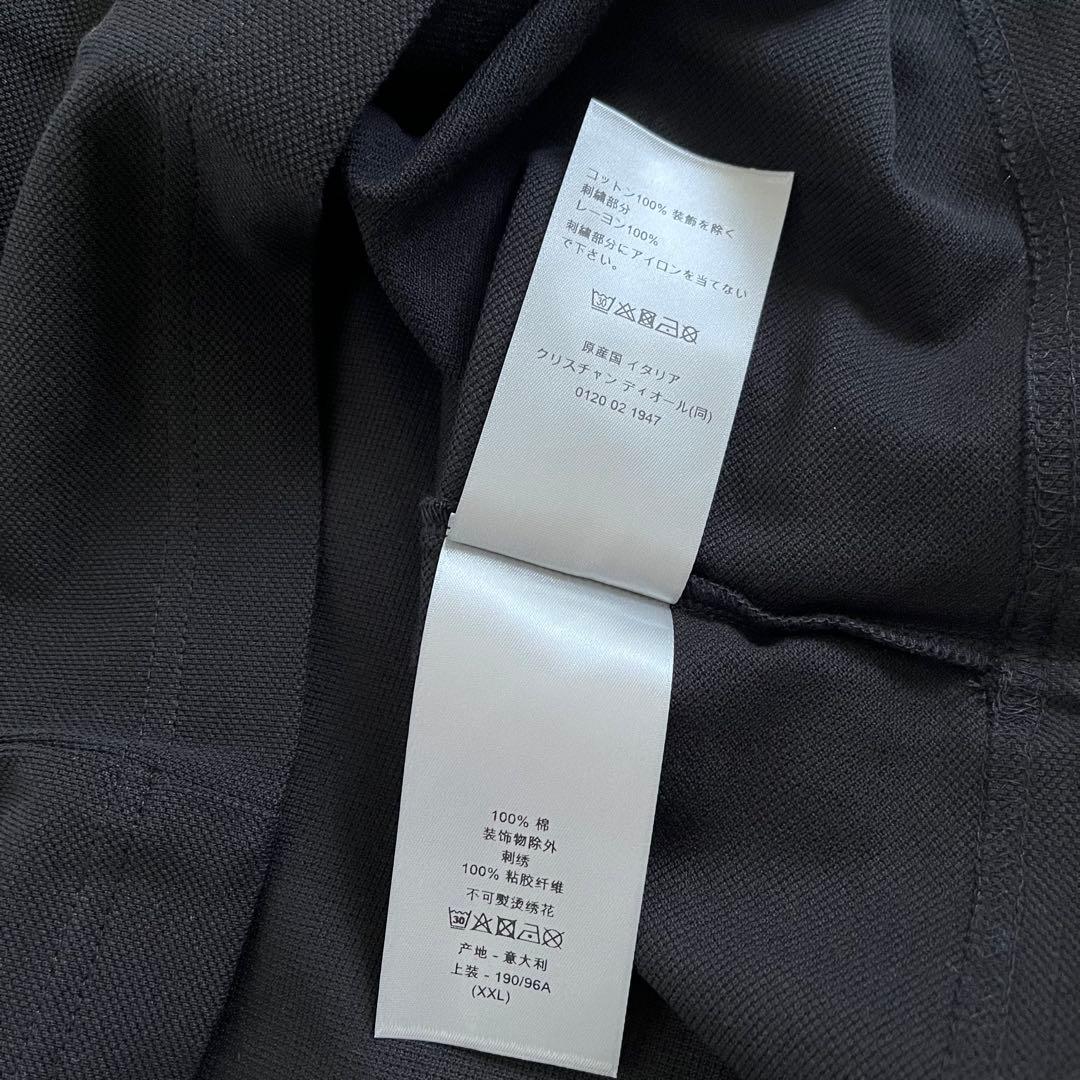 コットン100% 装飾を除く
刺繍部分
レーヨン100%
刺繍部分にアイロンを当てない
で下さい。
30
原産国 イタリア
クリスチャン ディオール(同)
0120 02 1947
100% 棉
装饰物除外
刺绣
100% 粘胶纤维
不可熨烫绣花
30
产地 - 意大利
上装 - 190/96A
(XXL)